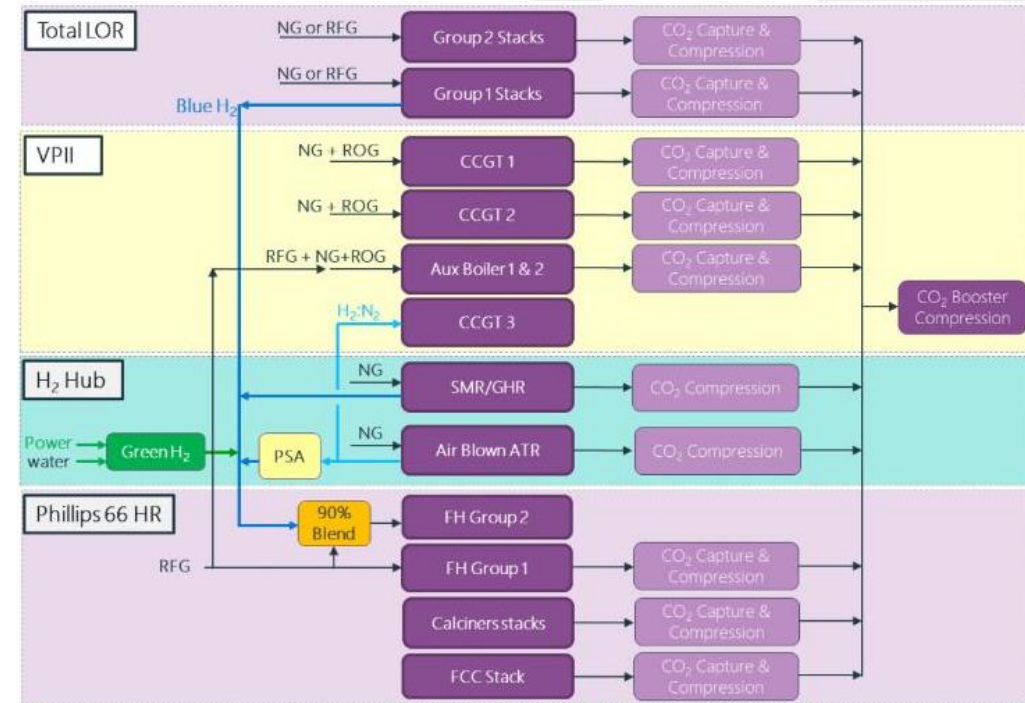 Total LOR
NG or RFG
Group 2 Stacks
CO₂ Capture &
Compression
NG or RFG
Group 1 Stacks
CO₂ Capture &
Compression
Blue H₂
VPII
NG + ROG
CCGT 1
CO₂ Capture &
Compression
NG + ROG
CCGT 2
CO₂ Capture &
Compression
RFG + NG+ROG
Aux Boiler 1 & 2
CO₂ Capture &
Compression
H₂:N₂
CCGT 3
CO₂ Booster
Compression
H₂ Hub
NG
SMR/GHR
CO₂ Compression
Power
water
Green H₂
PSA
NG
Air Blown ATR
CO₂ Compression
Phillips 66 HR
90%
Blend
FH Group 2
RFG
FH Group 1
CO₂ Capture &
Compression
Calciners stacks
CO₂ Capture &
Compression
FCC Stack
CO₂ Capture &
Compression